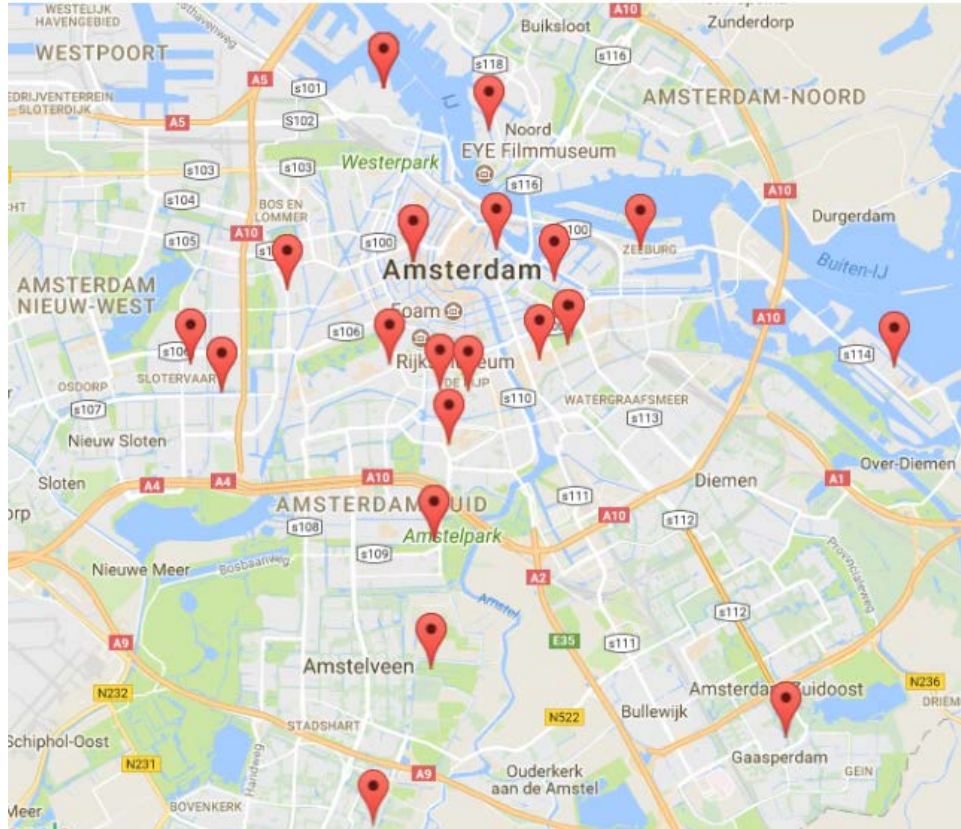 WESTELIJK
HAVENGEBIED
WESTPOORT
A5
s101
S102
A5
s103
s103
s104
s105
BOS EN
LOMMER
A10
Westerpark
s100
IJ
s118
Buiksloot
A10
Zunderdorp
s116
AMSTERDAM-NOORD
Noord
EYE Filmmuseum
s116
A10
Durgerdam
Buiten-IJ
ZEEBURG
Amsterdam
AMSTERDAM
NIEUW-WEST
Foam
s106
A10
s114
OSDORP
s107
Nieuw Sloten
Sloten
A4
A4
A10
s110
WATERGRAAFSMEER
s113
Diemen
Over-Diemen
A1
s111
A10
s112
s108
s109
Amstelpark
Nieuwe Meer
Bosbaanweg
Amstel
A2
E35
s111
s112
Provincialeweg
A9
N232
Amstelveen
STADSHART
N522
Bullewijk
N236
Gaasperdam
GEIN
Schiphol-Oost
N231
Handweg
A9
Ouderkerk
aan de Amstel
BOVENKERK